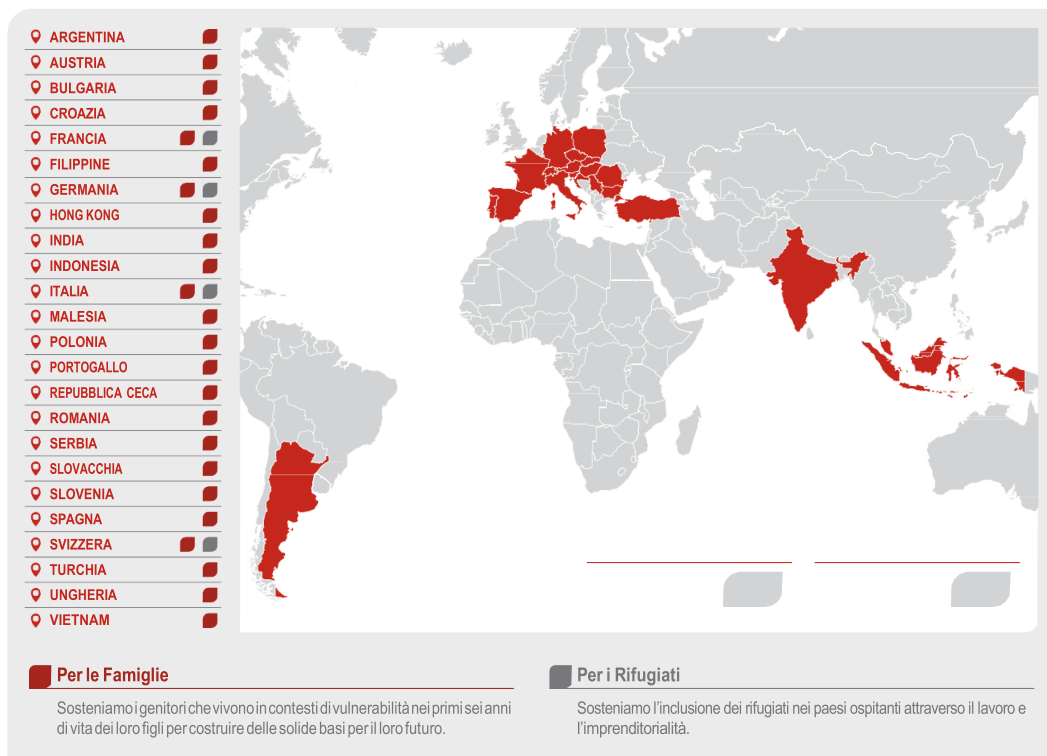 ARGENTINA
AUSTRIA
BULGARIA
CROAZIA
FRANCIA
FILIPPINE
GERMANIA
HONG KONG
INDIA
INDONESIA
ITALIA
MALESIA
POLONIA
PORTOGALLO
REPUBBLICA CECA
ROMANIA
SERBIA
SLOVACCHIA
SLOVENIA
SPAGNA
SVIZZERA
TURCHIA
UNGHERIA
VIETNAM
Per le Famiglie
Sosteniamo i genitori che vivono in contesti di vulnerabilità nei primi sei anni
di vita dei loro figli per costruire delle solide basi per il loro futuro.
Per i Rifugiati
Sosteniamo l'inclusione dei rifugiati nei paesi ospitanti attraverso il lavoro e
l'imprenditorialità.